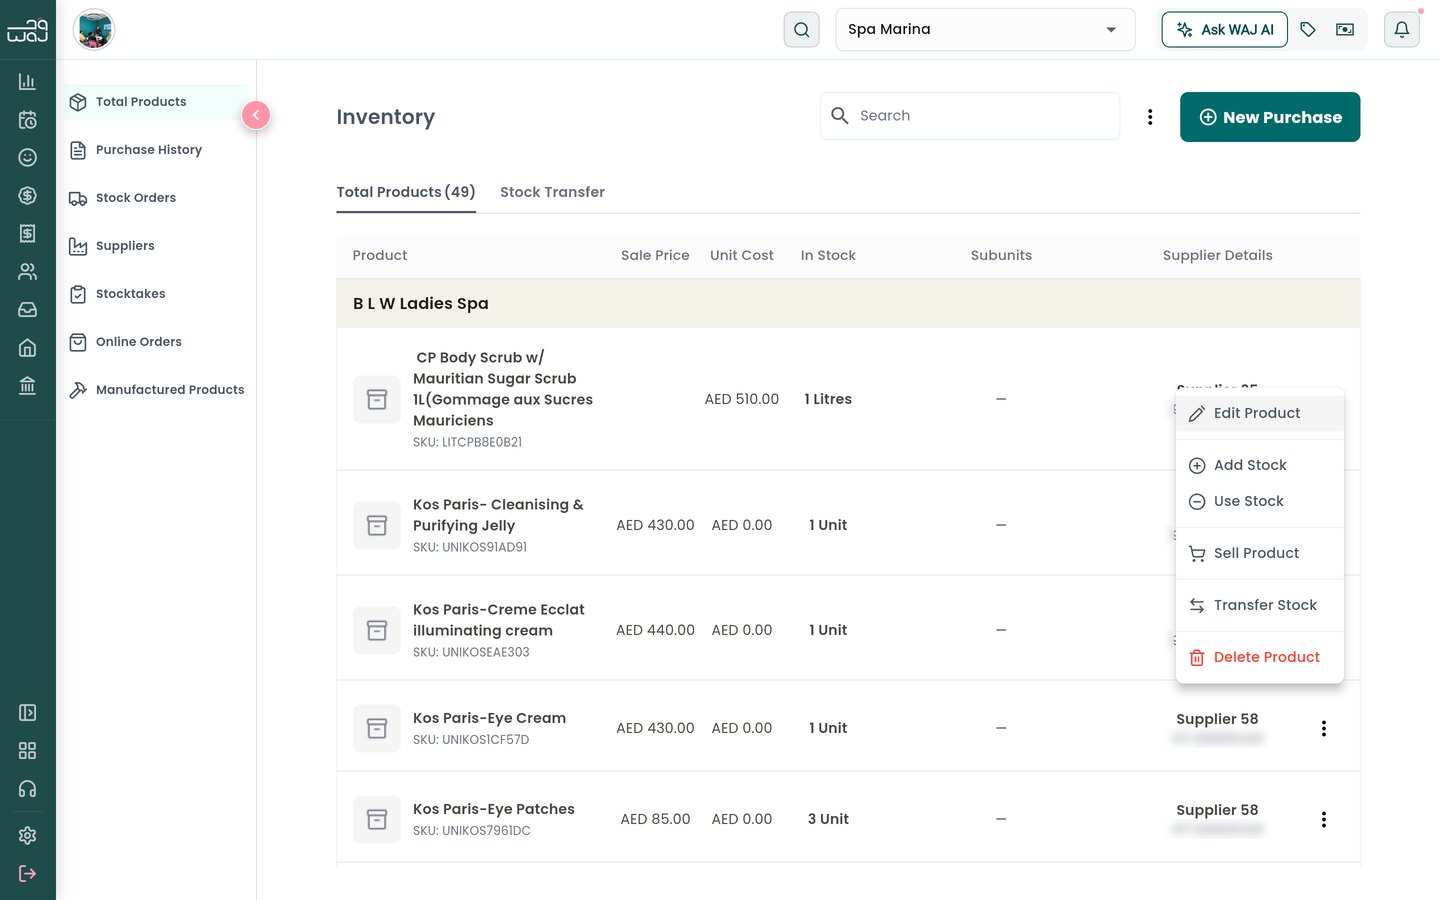 waj
Spa Marina
Ask WAJ AI
Total Products
Purchase History
Stock Orders
Suppliers
Stocktakes
Online Orders
Manufactured Products
Inventory
Search
New Purchase
Total Products (49)
Stock Transfer
Product
Sale Price
Unit Cost
In Stock
Subunits
Supplier Details
B L W Ladies Spa
CP Body Scrub w/
Mauritian Sugar Scrub
1L(Gommage aux Sucres
Mauriciens
SKU: LITCPB8E0B21
AED 510.00
1 Litres
—
Kos Paris- Cleanising &
Purifying Jelly
SKU: UNIKOS91AD91
AED 430.00
AED 0.00
1 Unit
—
Kos Paris-Creme Ecclat
illuminating cream
SKU: UNIKOSEAE303
AED 440.00
AED 0.00
1 Unit
—
Kos Paris-Eye Cream
SKU: UNIKOS1CF57D
AED 430.00
AED 0.00
1 Unit
—
Supplier 58
Kos Paris-Eye Patches
SKU: UNIKOS7961DC
AED 85.00
AED 0.00
3 Unit
—
Supplier 58
Edit Product
Add Stock
Use Stock
Sell Product
Transfer Stock
Delete Product